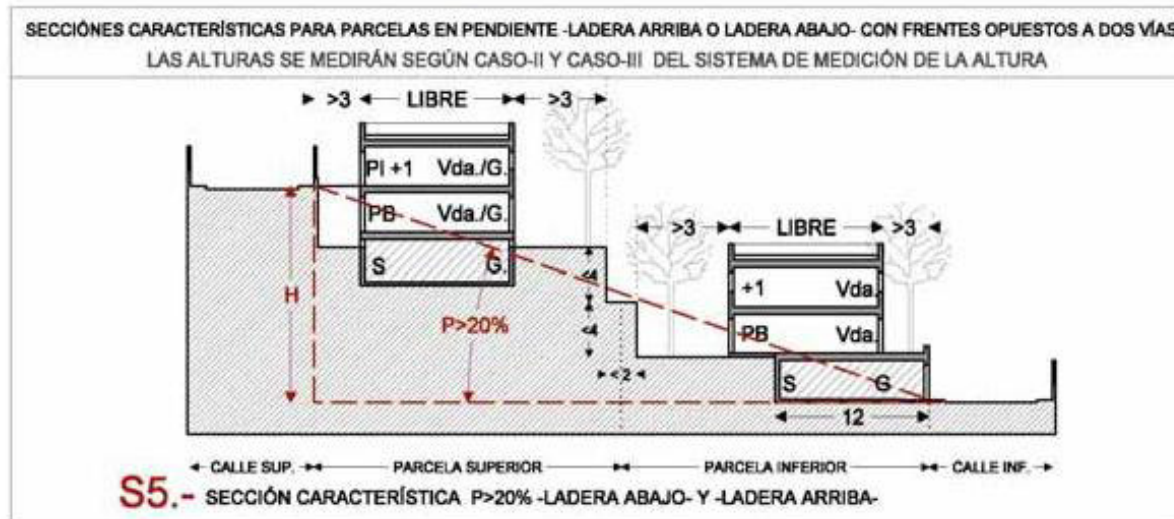 SECCIÓNES CARACTERÍSTICAS PARA PARCELAS EN PENDIENTE -LADERA ARRIBA O LADERA ABAJO- CON FRENTES OPUESTOS A DOS VÍAS
LAS ALTURAS SE MEDIRÁN SEGÚN CASO-II Y CASO-III DEL SISTEMA DE MEDICIÓN DE LA ALTURA
>3 LIBRE >3
PI +1 Vda./G.
PB Vda./G.
S G.
>3 LIBRE >3
<4
H
+1 Vda.
P>20%
<4
PB Vda.
<2
S G
12
CALLE SUP. PARCELA SUPERIOR PARCELA INFERIOR CALLE INF.
S5.- SECCIÓN CARACTERÍSTICA P>20% -LADERA ABAJO- Y -LADERA ARRIBA-